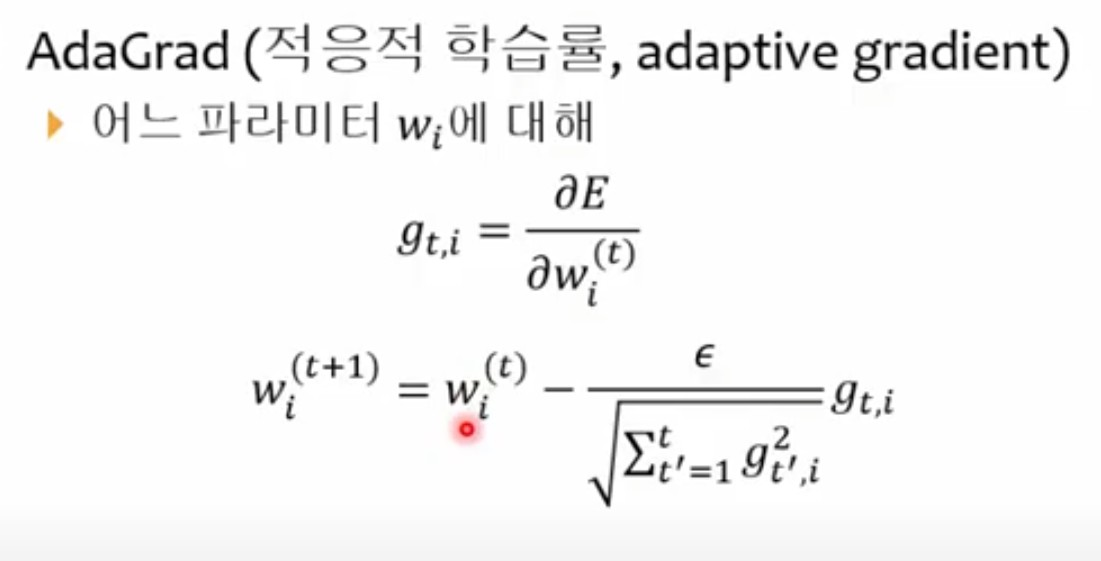 AdaGrad (적응적 학습률, adaptive gradient)
어느 파라미터 wᵢ에 대해
g_{t,i} = ∂E / ∂w_i^{(t)}
w_i^{(t+1)} = w_i^{(t)} − ϵ / √(Σ_{t′=1}^{t} g_{t′,i}^2) g_{t,i}